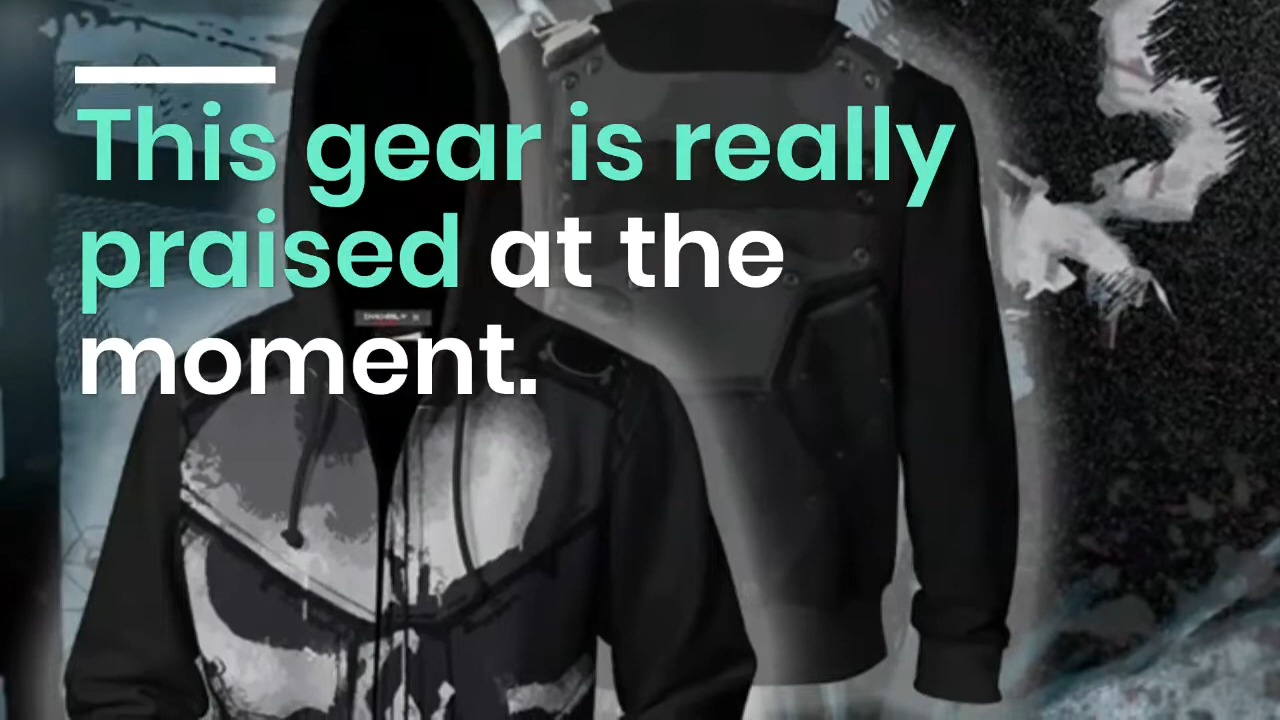 This gear is really
praised at the
moment.